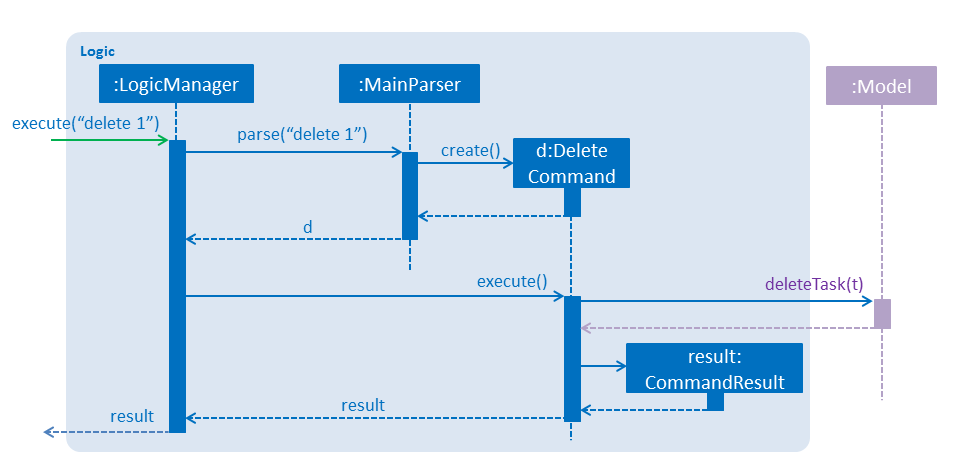 Logic
:LogicManager
:MainParser
:Model
execute(“delete 1”)
parse(“delete 1”)
create()
d:Delete
Command
d
execute()
deleteTask(t)
result:
CommandResult
result
result